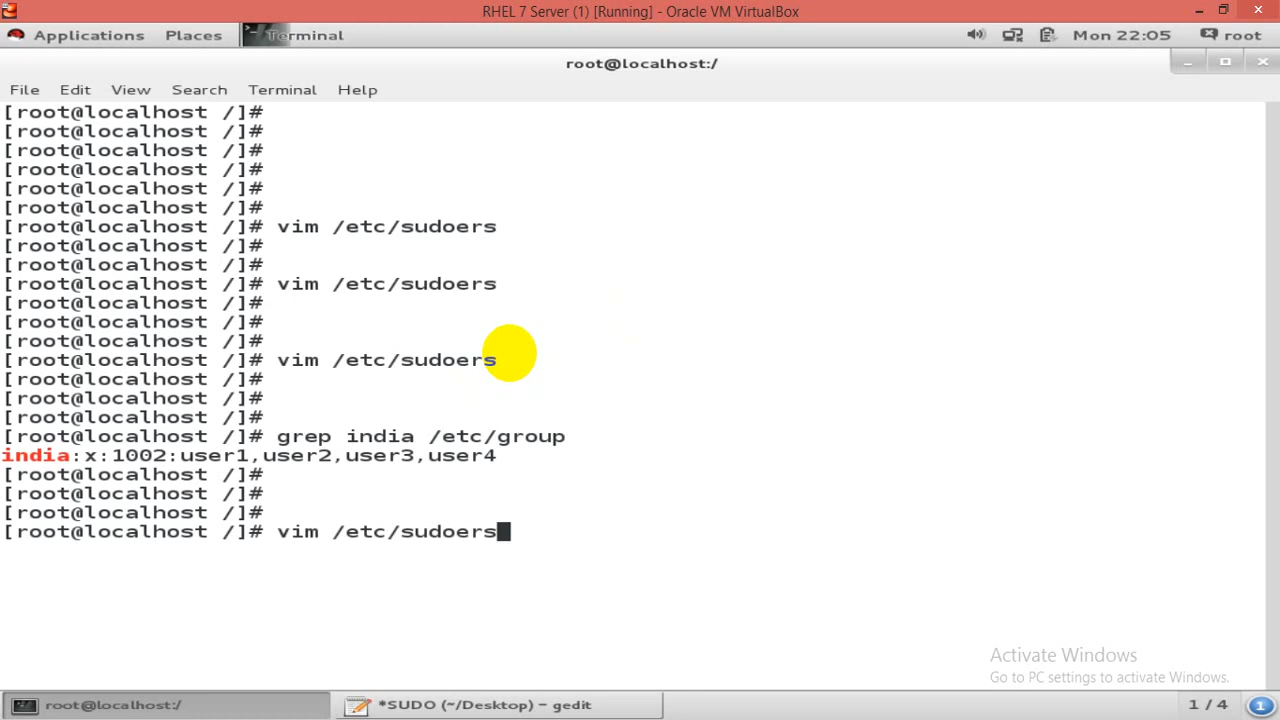 RHEL 7 Server (1) [Running] - Oracle VM VirtualBox
Applications Places Terminal Mon 22:05 root
root@localhost:/
File Edit View Search Terminal Help
[root@localhost /]#
[root@localhost /]#
[root@localhost /]#
[root@localhost /]#
[root@localhost /]#
[root@localhost /]#
[root@localhost /]# vim /etc/sudoers
[root@localhost /]#
[root@localhost /]#
[root@localhost /]# vim /etc/sudoers
[root@localhost /]#
[root@localhost /]#
[root@localhost /]#
[root@localhost /]# vim /etc/sudoers
[root@localhost /]#
[root@localhost /]#
[root@localhost /]#
[root@localhost /]# grep india /etc/group
india:x:1002:user1,user2,user3,user4
[root@localhost /]#
[root@localhost /]#
[root@localhost /]#
[root@localhost /]# vim /etc/sudoers
Activate Windows
Go to PC settings to activate Windows.
root@localhost:/ *SUDO (~/Desktop) - gedit 1 / 4 1